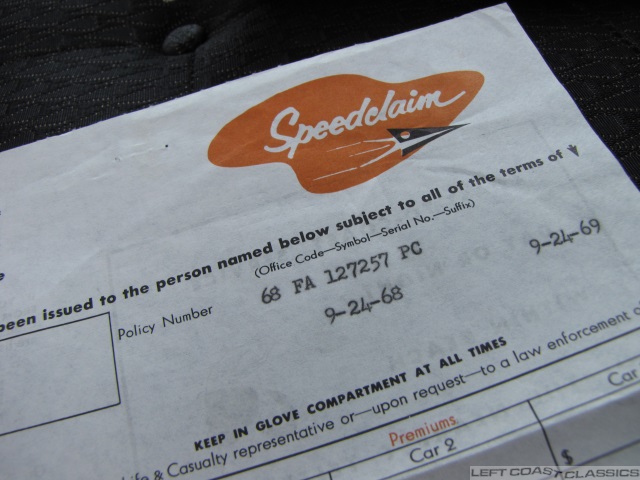 Speedclaim
been issued to the person named below subject to all of the terms of
(Office Code—Symbol—Serial No.—Suffix)
Policy Number 68 FA 127257 PC
9-24-68 9-24-69
KEEP IN GLOVE COMPARTMENT AT ALL TIMES
& Casualty representative or—upon request—to a law enforcement
Premiums
Car 2 Car
$
LEFT COAST CLASSICS